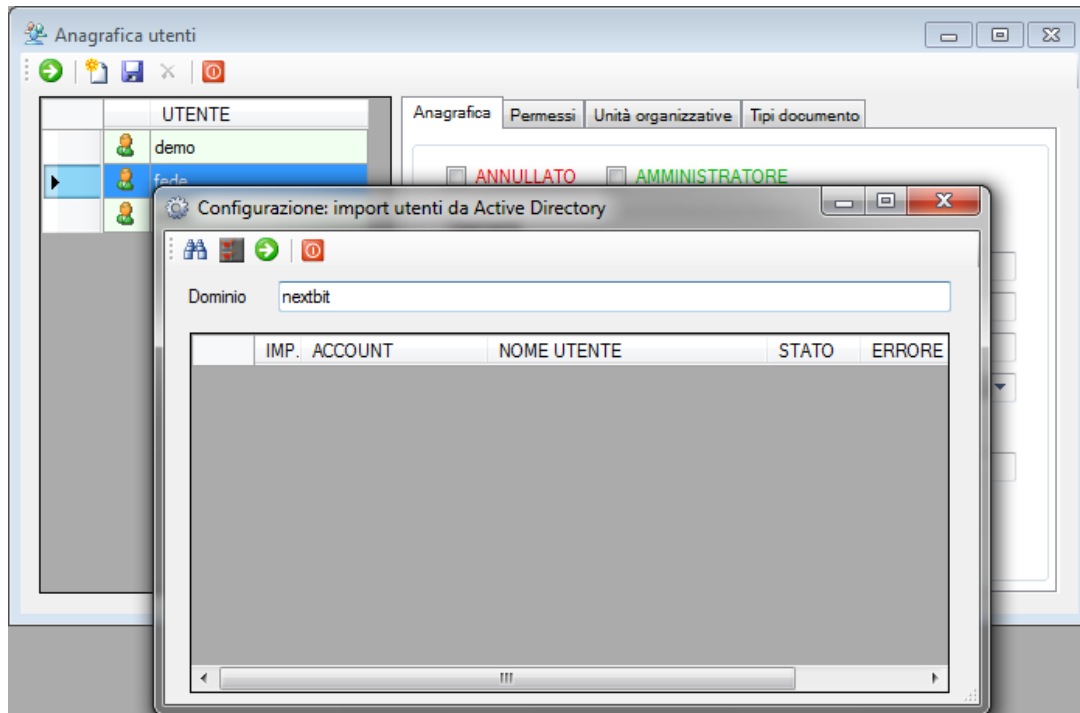 Anagrafica utenti
UTENTE
demo
fede
Anagrafica Permessi Unità organizzative Tipi documento
ANNULLATO AMMINISTRATORE
Configurazione: import utenti da Active Directory
Dominio nextbit
IMP. ACCOUNT NOME UTENTE STATO ERRORE